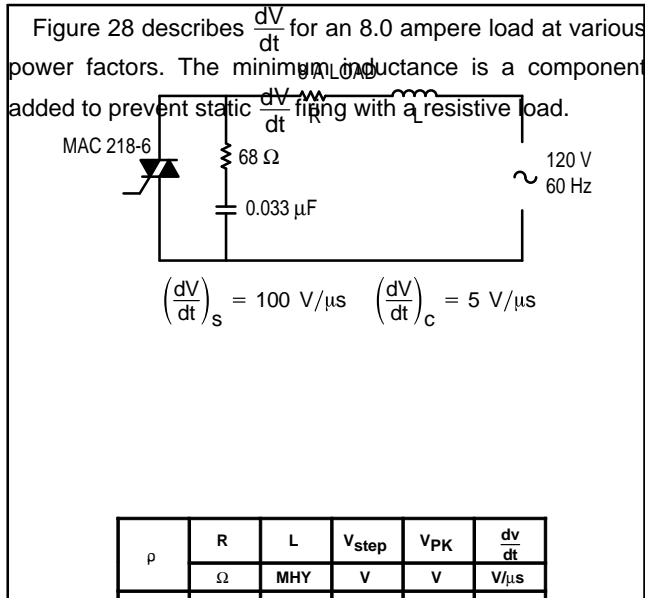 Figure 28 describes dV/dt for an 8.0 ampere load at various
power factors. The minimum inductance is a component
added to prevent static dV/dt firing with a resistive load.
8 A LOAD
R L
MAC 218-6
68 Ω
0.033 μF
120 V
60 Hz
(dV/dt)s = 100 V/μs (dV/dt)c = 5 V/μs
ρ R L Vstep VPK dv/dt
Ω MHY V V V/μs